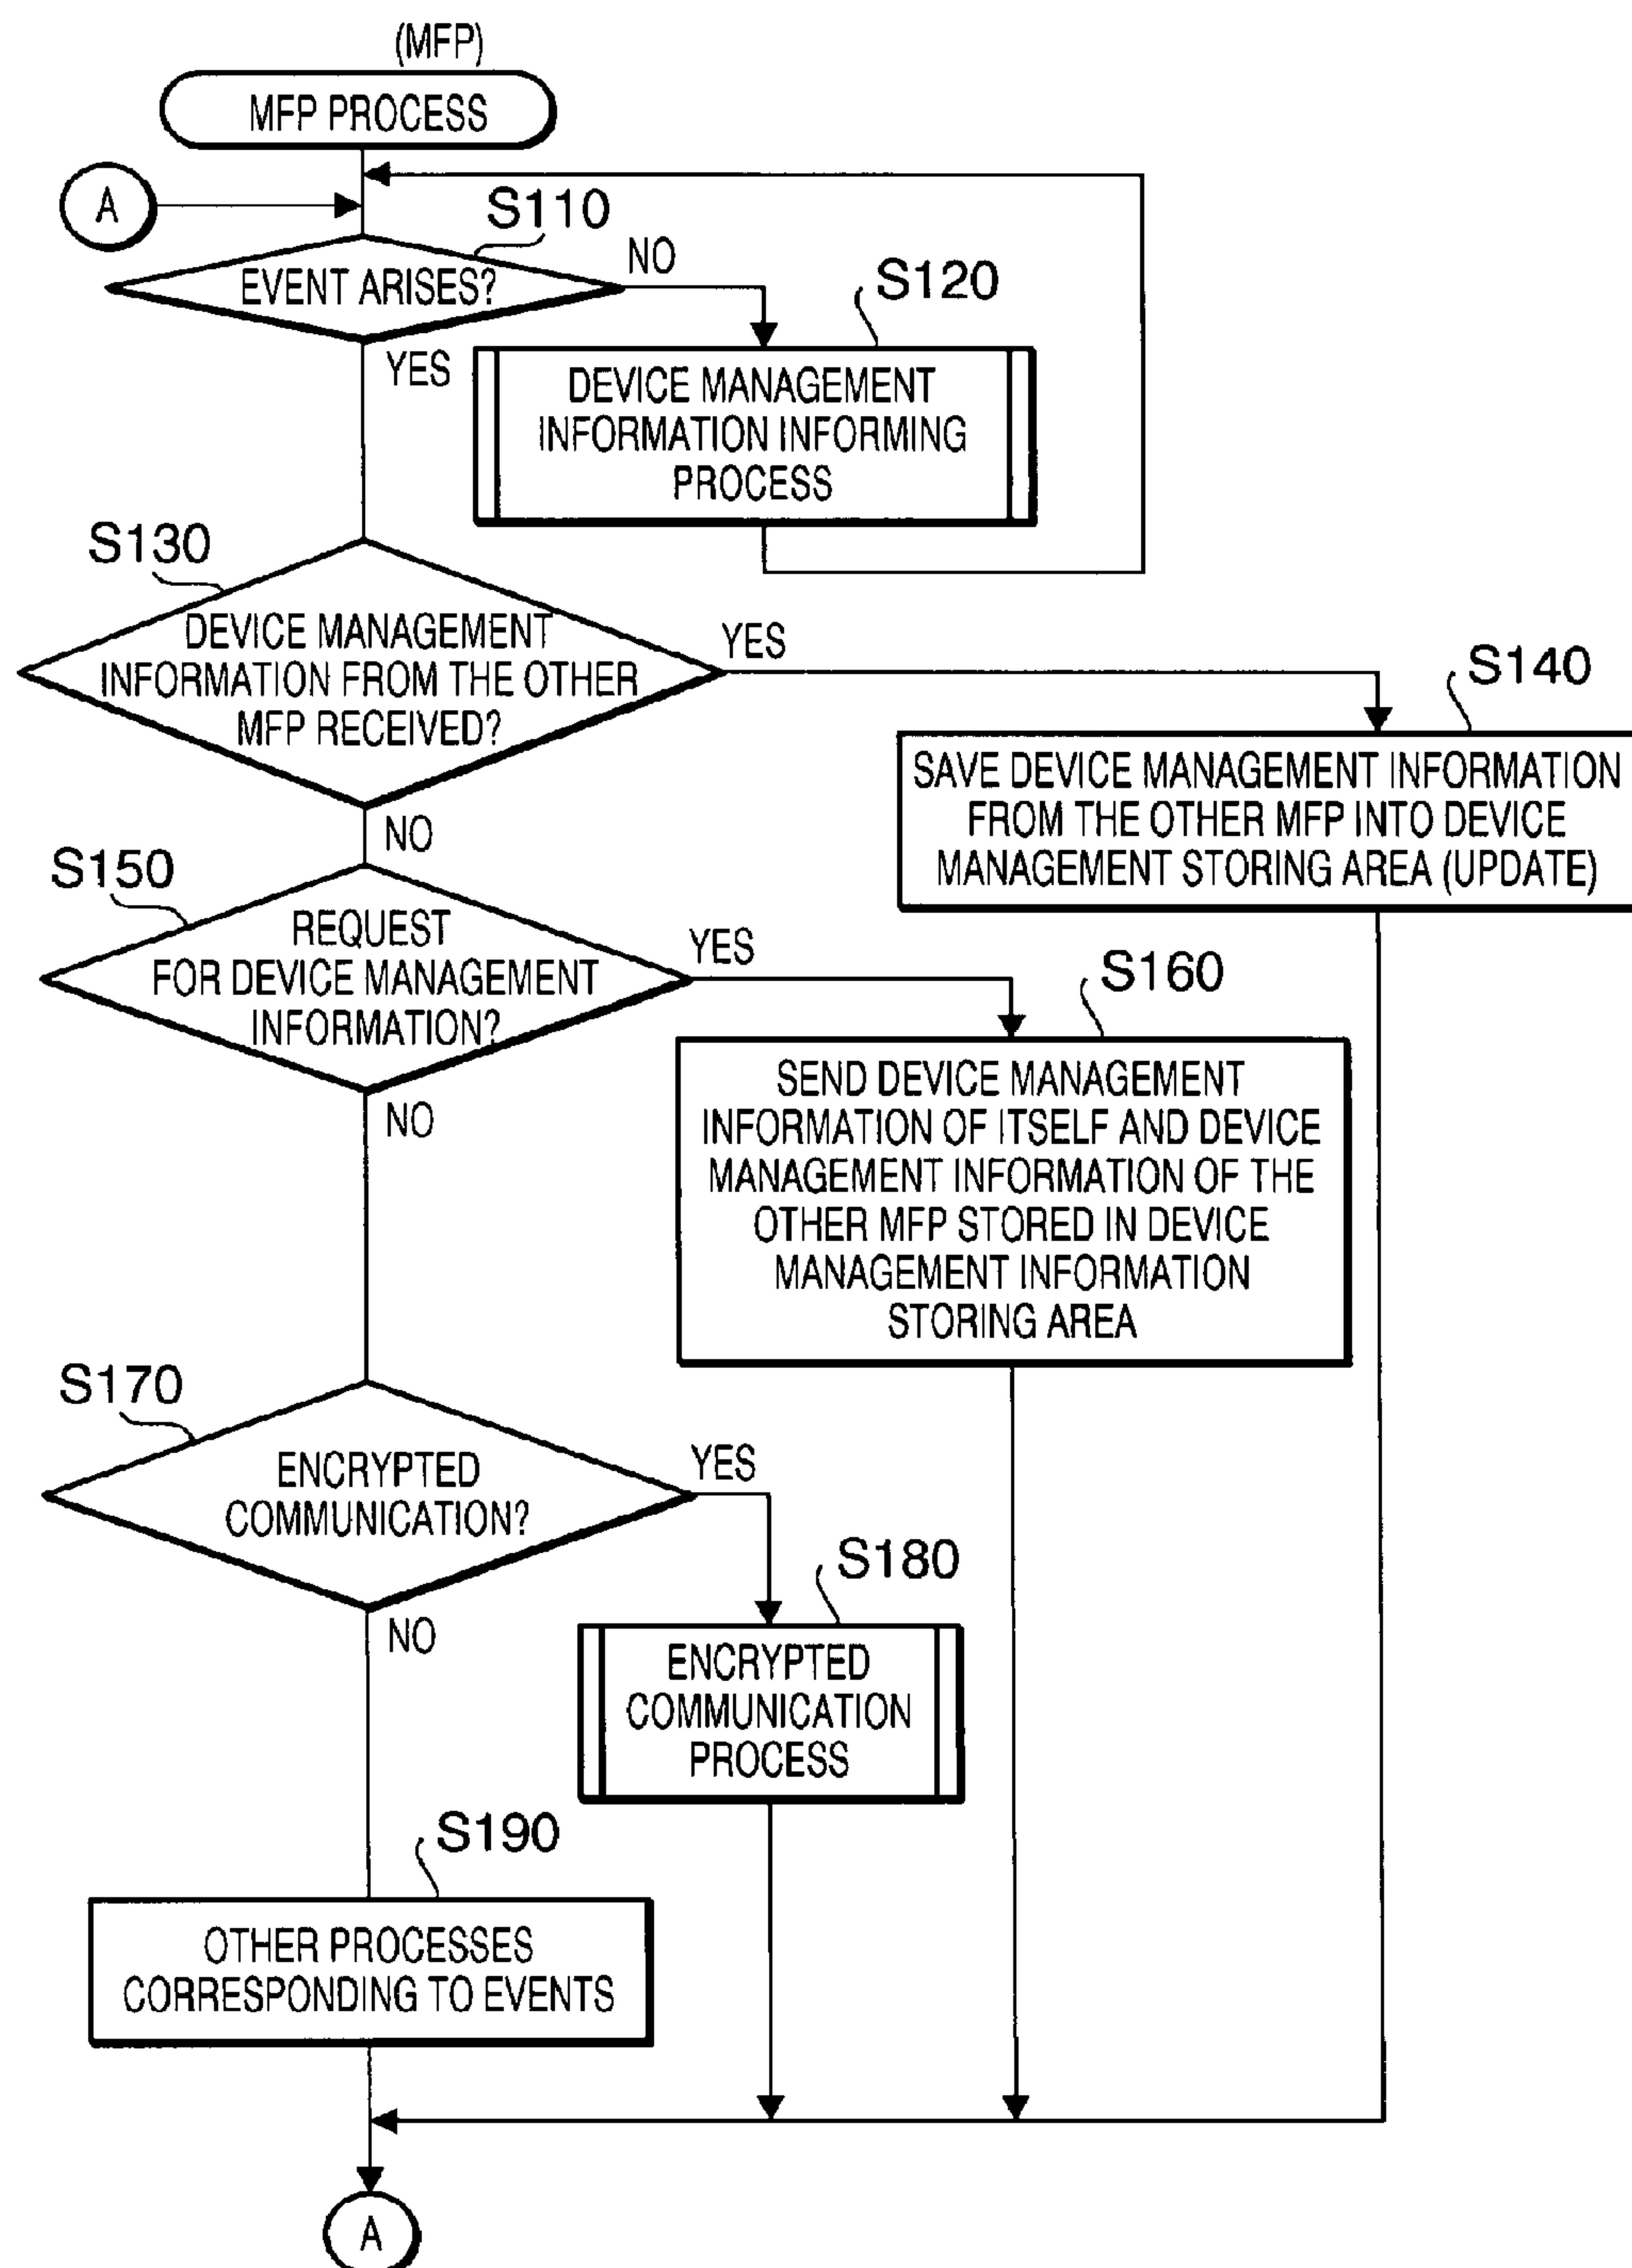 (MFP)
MFP PROCESS
A
S110
EVENT ARISES?
NO
YES
S120
DEVICE MANAGEMENT
INFORMATION INFORMING
PROCESS
S130
DEVICE MANAGEMENT
INFORMATION FROM THE OTHER
MFP RECEIVED?
YES
NO
S140
SAVE DEVICE MANAGEMENT INFORMATION
FROM THE OTHER MFP INTO DEVICE
MANAGEMENT STORING AREA (UPDATE)
S150
REQUEST
FOR DEVICE MANAGEMENT
INFORMATION?
YES
NO
S160
SEND DEVICE MANAGEMENT
INFORMATION OF ITSELF AND DEVICE
MANAGEMENT INFORMATION OF THE
OTHER MFP STORED IN DEVICE
MANAGEMENT INFORMATION
STORING AREA
S170
ENCRYPTED
COMMUNICATION?
YES
NO
S180
ENCRYPTED
COMMUNICATION
PROCESS
S190
OTHER PROCESSES
CORRESPONDING TO EVENTS
A